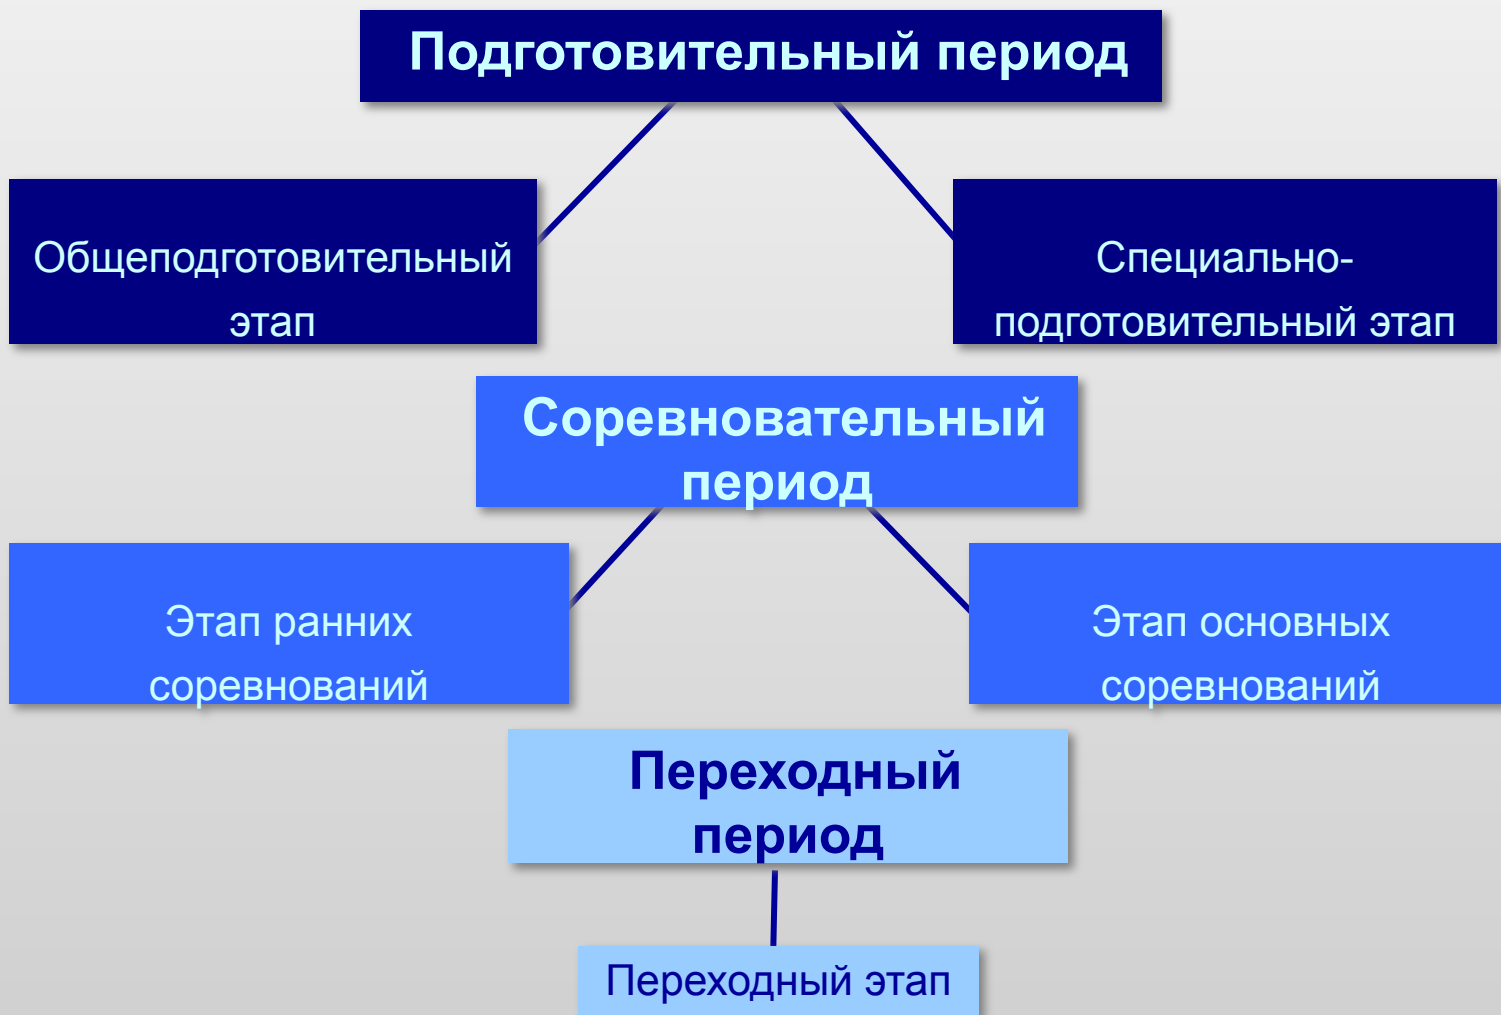 Подготовительный период
Общеподготовительный
этап
Специально-
подготовительный этап
Соревновательный
период
Этап ранних
соревнований
Этап основных
соревнований
Переходный
период
Переходный этап